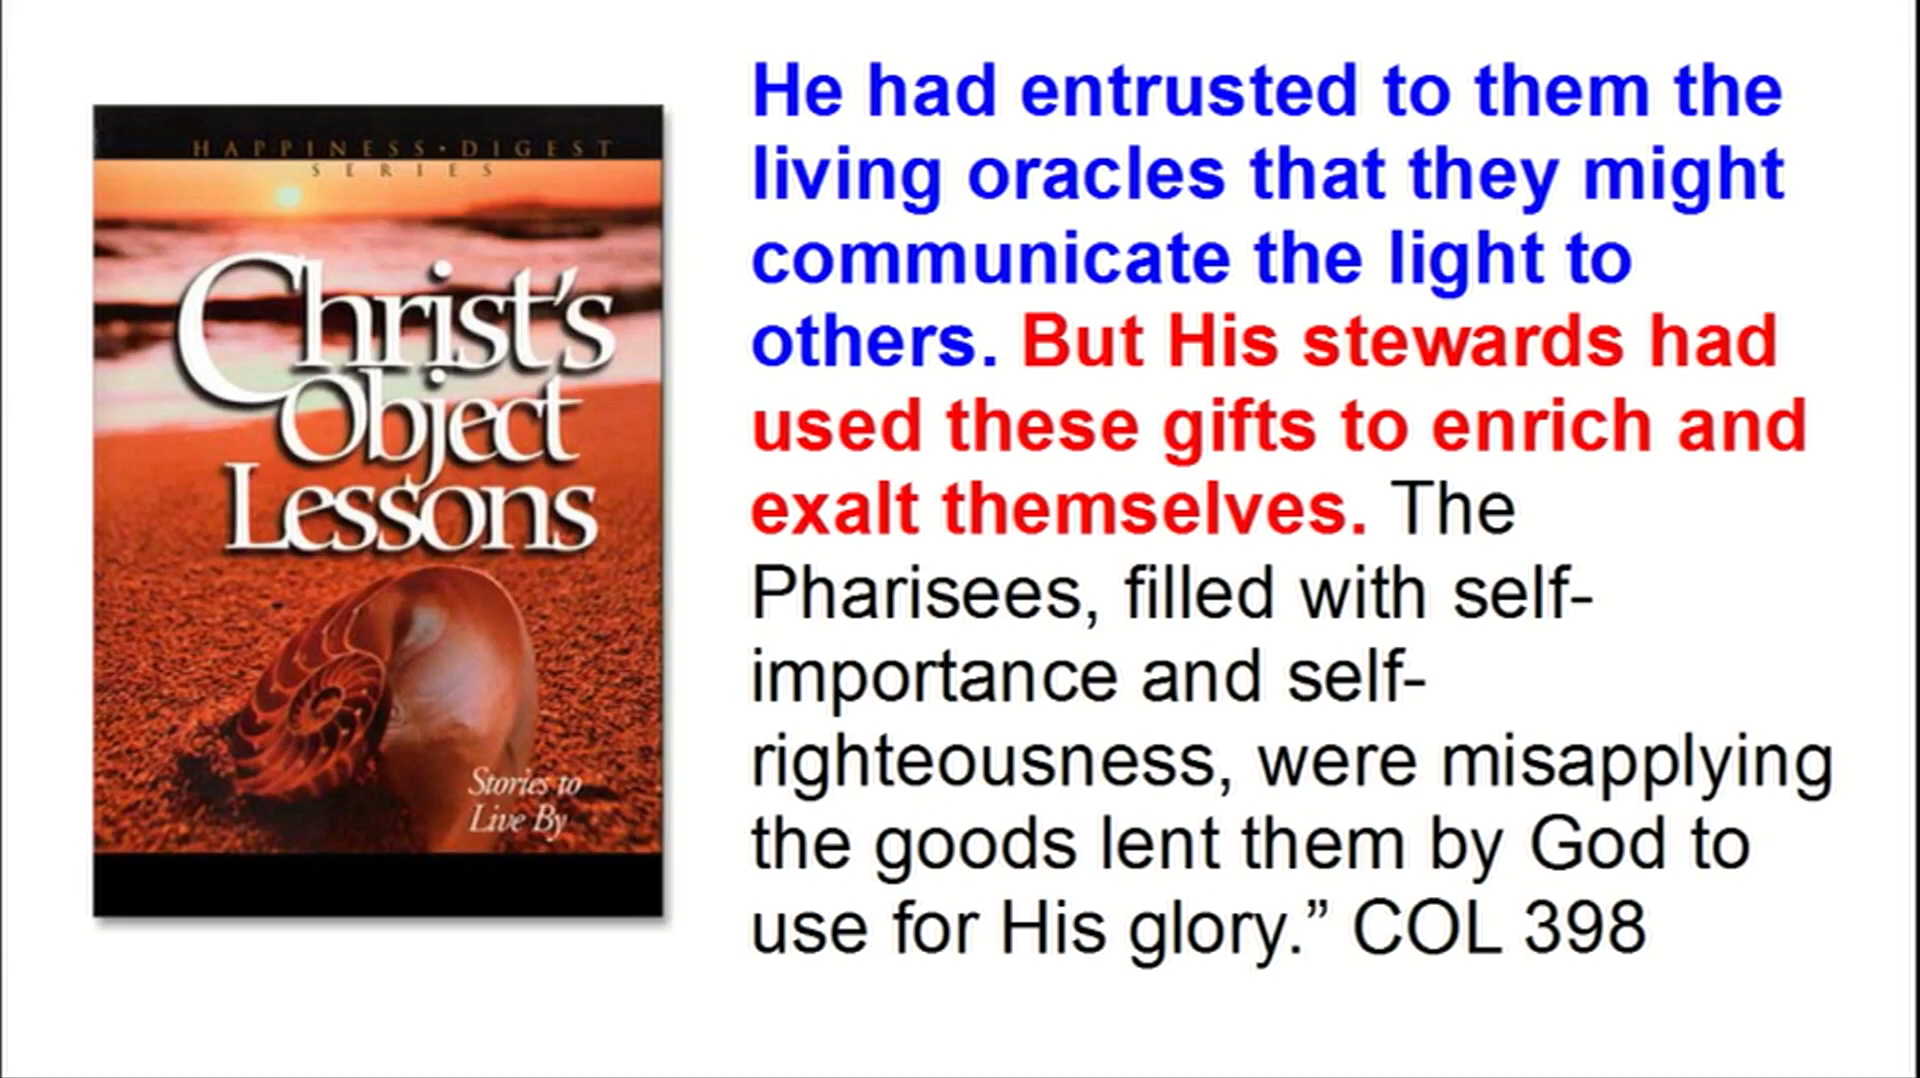 HAPPINESS•DIGEST
SERIES
Christ's
Object
Lessons
Stories to
Live By
He had entrusted to them the
living oracles that they might
communicate the light to
others. But His stewards had
used these gifts to enrich and
exalt themselves. The
Pharisees, filled with self-
importance and self-
righteousness, were misapplying
the goods lent them by God to
use for His glory.” COL 398